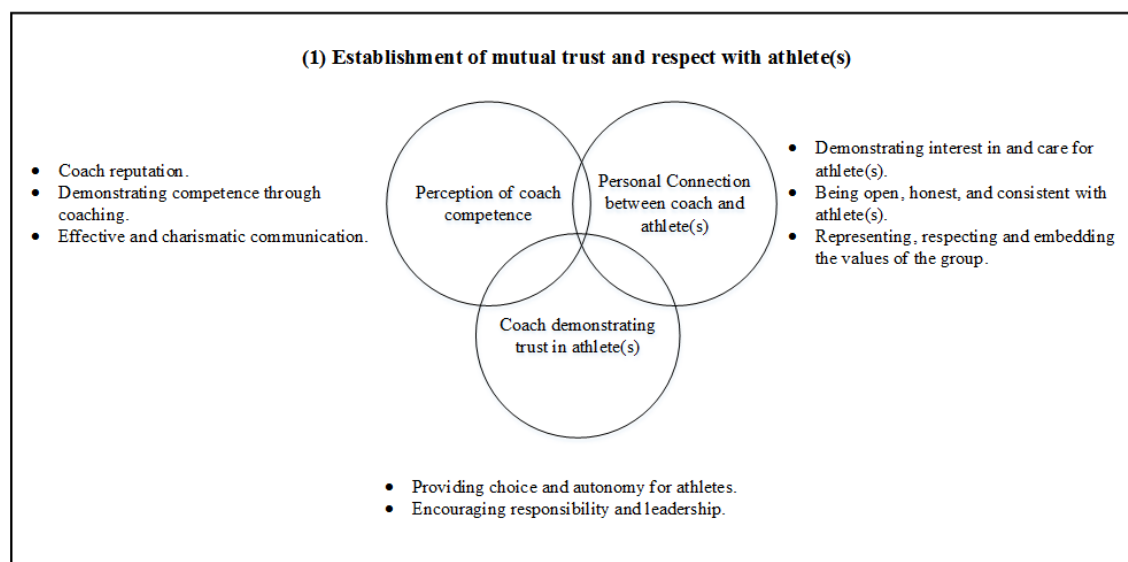 (1) Establishment of mutual trust and respect with athlete(s)
• Coach reputation.
• Demonstrating competence through
coaching.
• Effective and charismatic communication.
Perception of coach
competence
Personal Connection
between coach and
athlete(s)
• Demonstrating interest in and care for
athlete(s).
• Being open, honest, and consistent with
athlete(s).
• Representing, respecting and embedding
the values of the group.
Coach demonstrating
trust in athlete(s)
• Providing choice and autonomy for athletes.
• Encouraging responsibility and leadership.